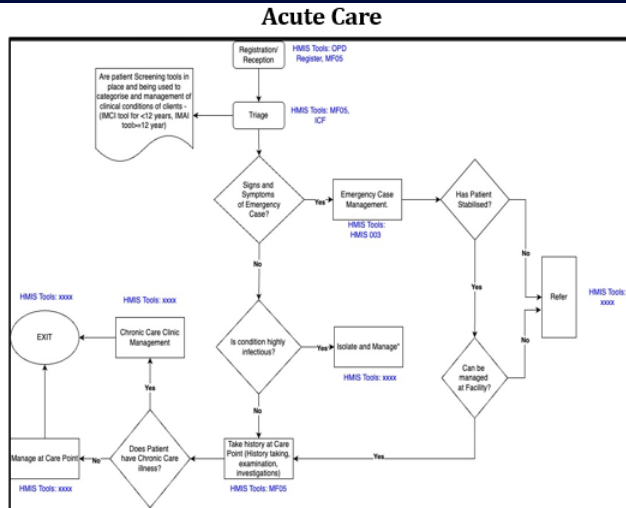 Acute Care
Registration/
Reception
HMIS Tools: OPD
Register, MF05
Are patient Screening tools in
place and being used to
categorise and management of
clinical conditions of clients -
(IMCI tool for <12 years, IMAI
tool>=12 year)
Triage
HMIS Tools: MF05,
ICF
Signs and
Symptoms
of Emergency
Case?
Yes
Emergency Case
Management.
HMIS Tools:
HMIS 003
Has Patient
Stabilised?
No
No
Yes
Refer
HMIS Tools:
xxxx
HMIS Tools: xxxx
HMIS Tools: xxxx
EXIT
Chronic Care Clinic
Management
Is condition highly
infectious?
Yes
Isolate and Manage"
HMIS Tools: xxxx
No
Can be
managed
at Facility?
Yes
No
Yes
Manage at Care Point
No
Does Patient
have Chronic Care
illness?
Take history at Care
Point (History taking,
examination,
investigations)
HMIS Tools: xxxx
HMIS Tools: MF05